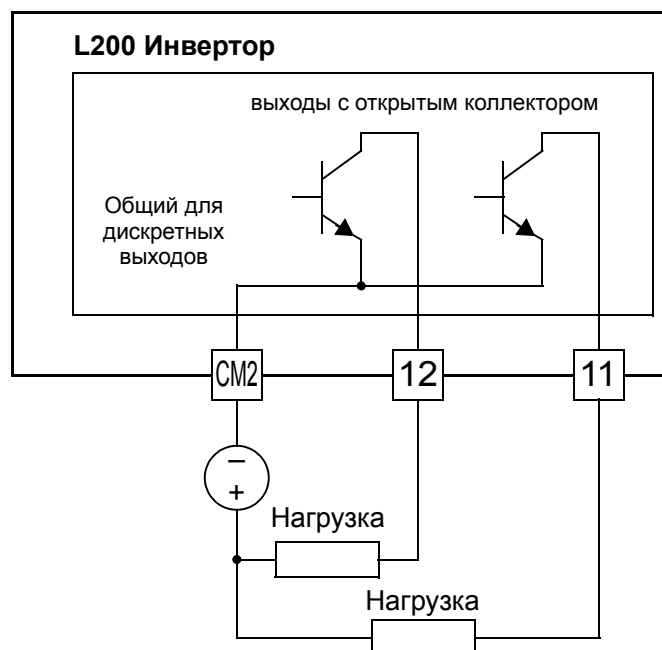 L200 Инвертор
выходы с открытым коллектором
Общий для
дискретных
выходов
CM2
12
11
–
+
Нагрузка
Нагрузка